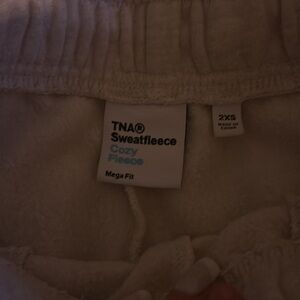 TNA®
Sweatfleece
Cozy
Fleece
Mega Fit
2XS